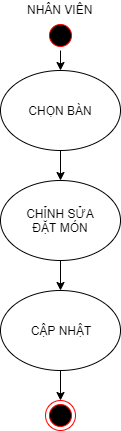 NHÂN VIÊN
CHỌN BÀN
CHỈNH SỬA
ĐẶT MÓN
CẬP NHẬT